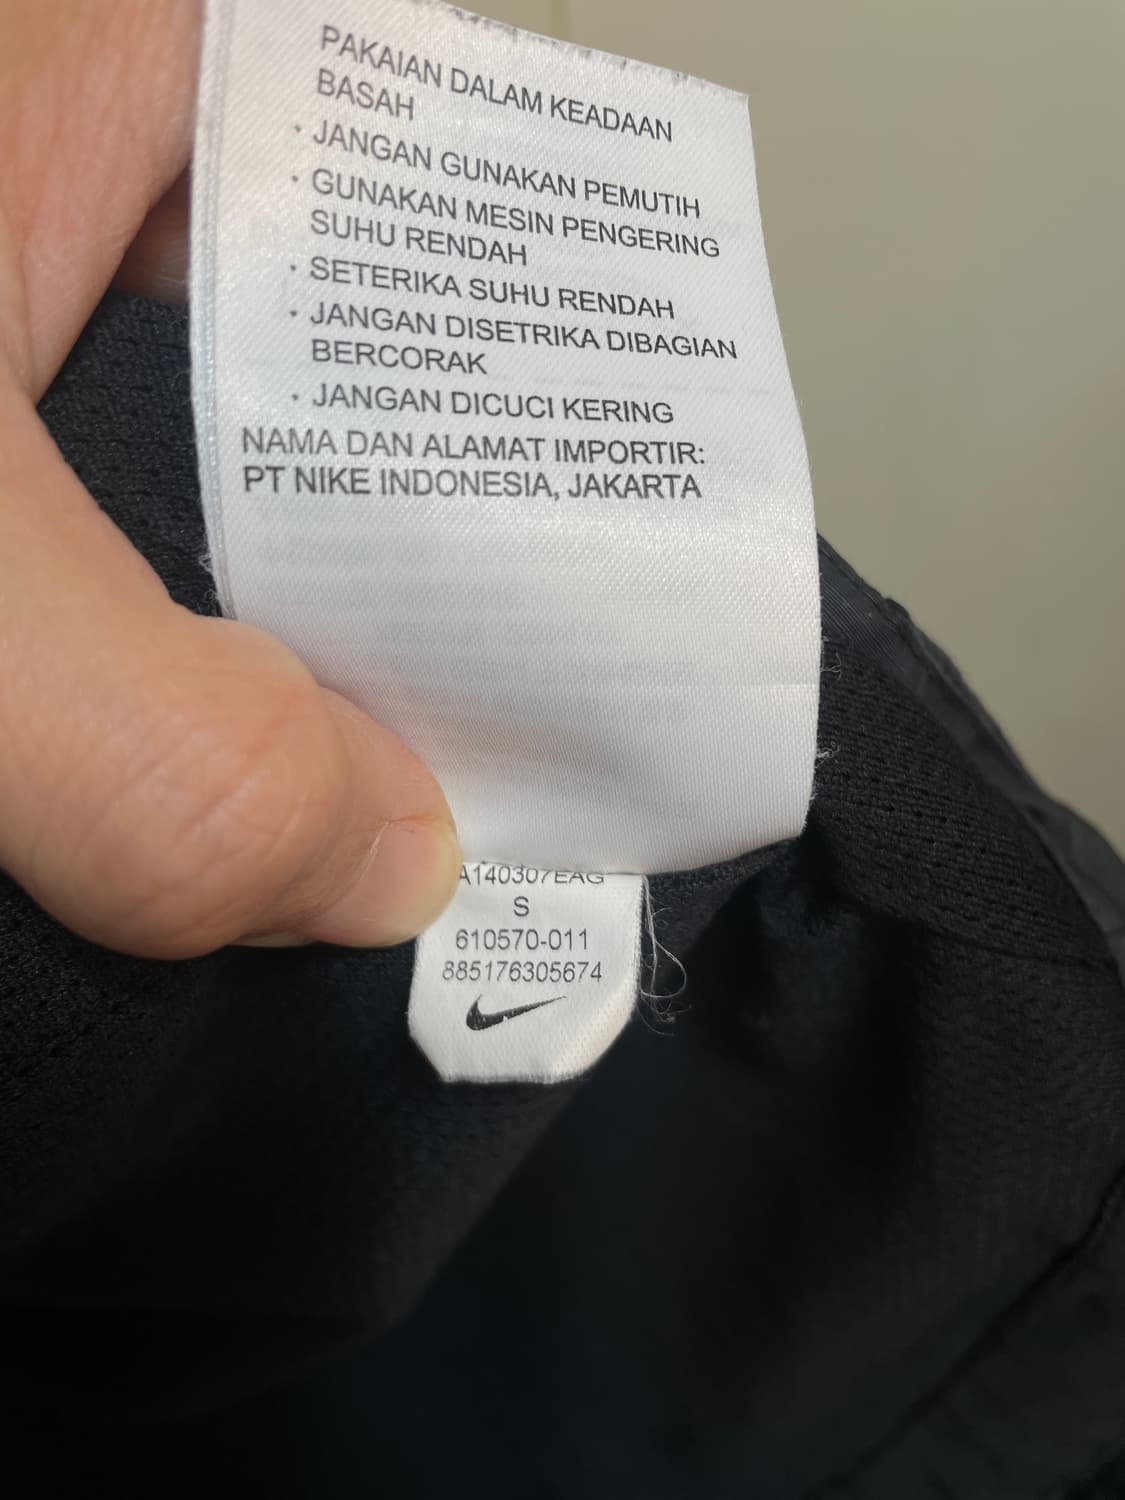 PAKAIAN DALAM KEADAAN
BASAH
· JANGAN GUNAKAN PEMUTIH
· GUNAKAN MESIN PENGERING
SUHU RENDAH
· SETERIKA SUHU RENDAH
· JANGAN DISETRIKA DIBAGIAN
BERCORAK
· JANGAN DICUCI KERING
NAMA DAN ALAMAT IMPORTIR:
PT NIKE INDONESIA, JAKARTA
A140307EAG
S
610570-011
885176305674